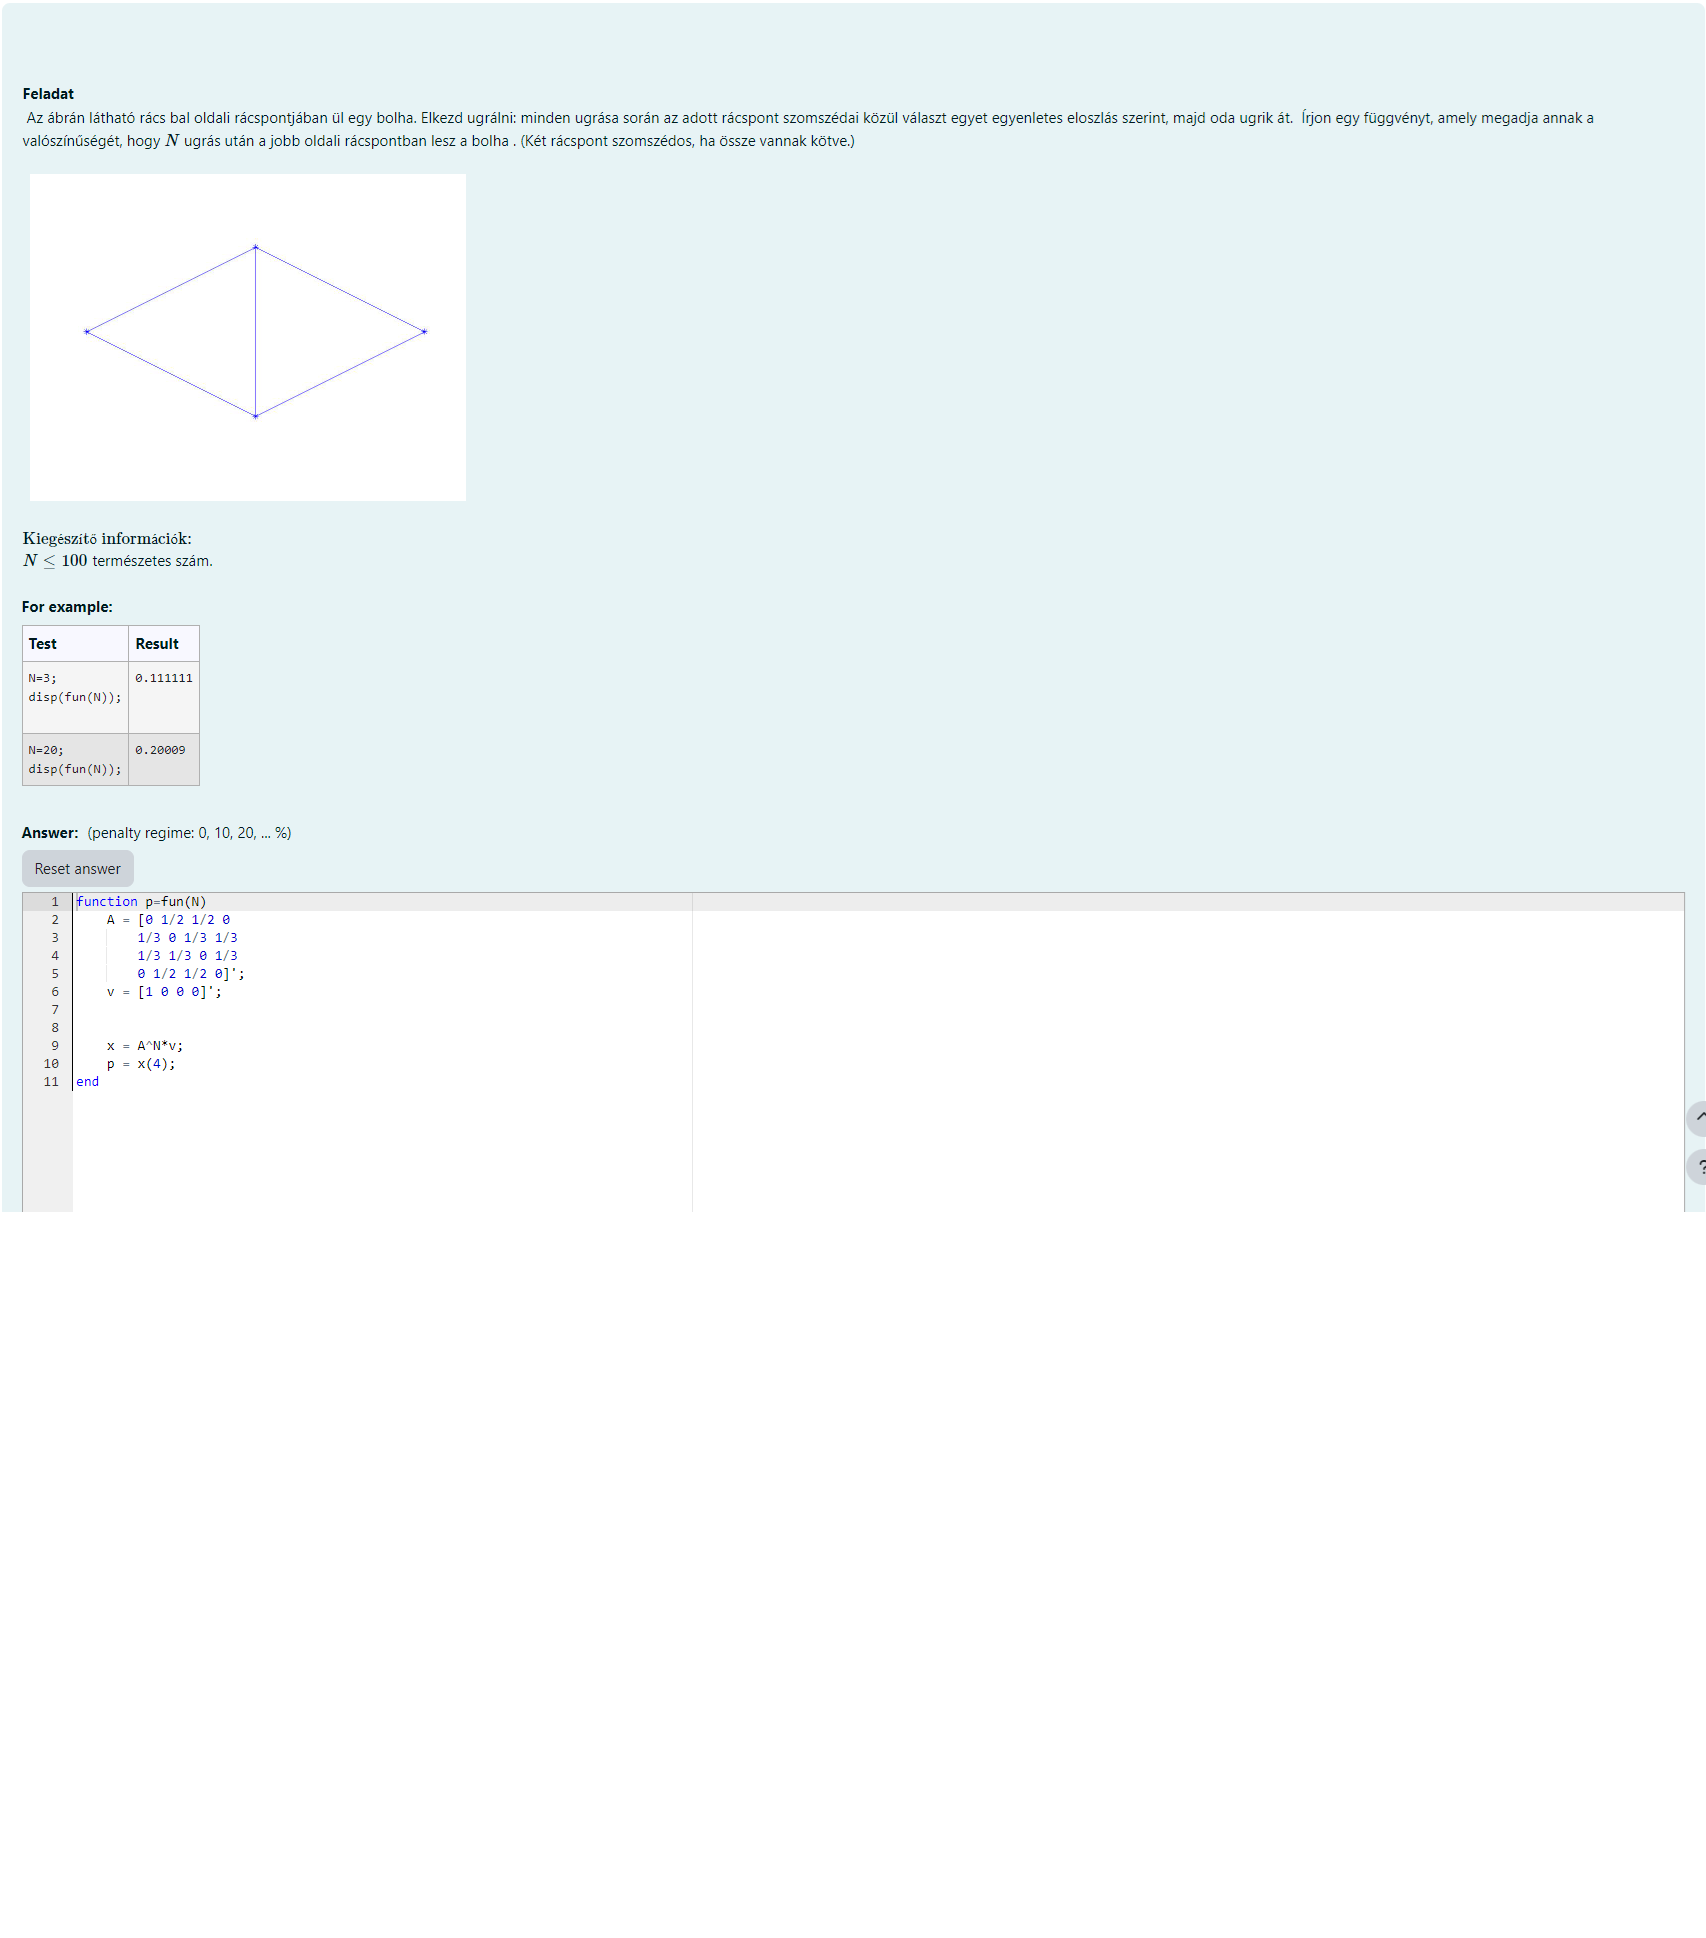 Feladat
Az ábrán látható rács bal oldali rácspontjában ül egy bolha. Elkezd ugrálni: minden ugrása során az adott rácspont szomszédai közül választ egyet egyenletes eloszlás szerint, majd oda ugrik át. Írjon egy függvényt, amely megadja annak a
valószínűségét, hogy N ugrás után a jobb oldali rácspontban lesz a bolha . (Két rácspont szomszédos, ha össze vannak kötve.)
Kiegészítő információk:
N ≤ 100 természetes szám.
For example:
Test Result
N=3; 0.111111
disp(fun(N));
N=20; 0.20009
disp(fun(N));
Answer: (penalty regime: 0, 10, 20, ... %)
Reset answer
1 function p=fun(N)
2 A = [0 1/2 1/2 0
3 1/3 0 1/3 1/3
4 1/3 1/3 0 1/3
5 0 1/2 1/2 0]';
6 v = [1 0 0 0]';
7
8
9 x = A^N*v;
10 p = x(4);
11 end
?